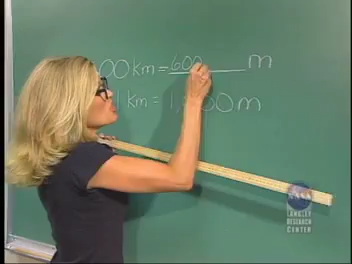 00 km = 600 m
1 km = 1,000 m
NASA
LANGLEY
RESEARCH
CENTER